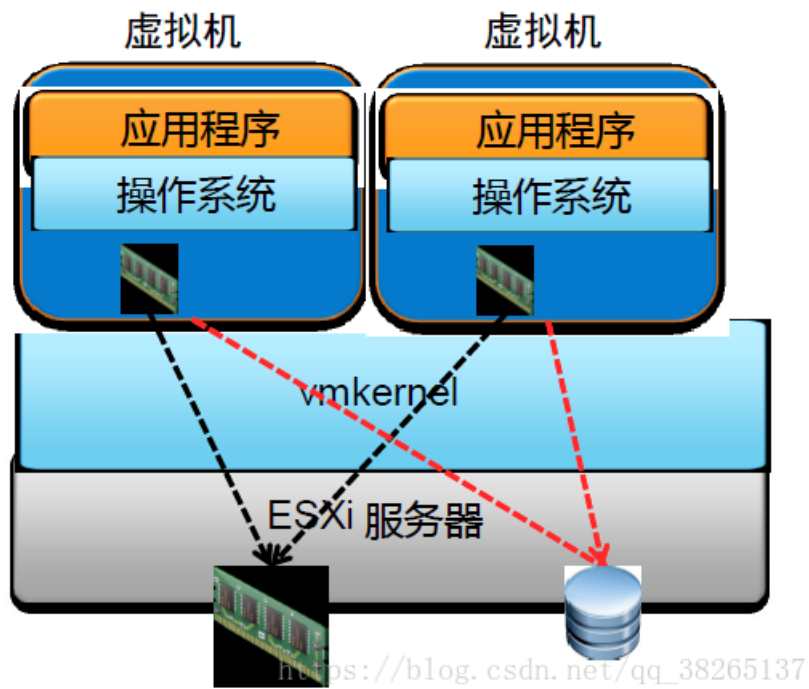 虚拟机 虚拟机
应用程序 应用程序
操作系统 操作系统
vmkernel
ESXi 服务器
https://blog.csdn.net/qq_38265137